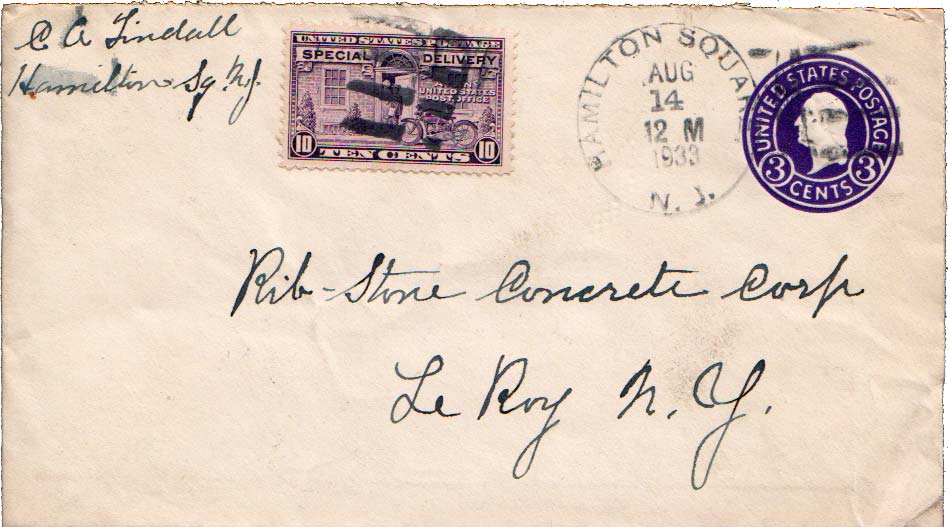 C A Tindall
Hamilton Sq N.J.
UNITED STATES POSTAGE
SPECIAL DELIVERY
UNITED STATES
POST OFFICE
10 TEN CENTS 10
HAMILTON SQUARE
AUG
14
12 M
1933
N. J.
UNITED STATES POSTAGE
3 CENTS 3
Rib-Stone Concrete Corp
Le Roy N.Y.